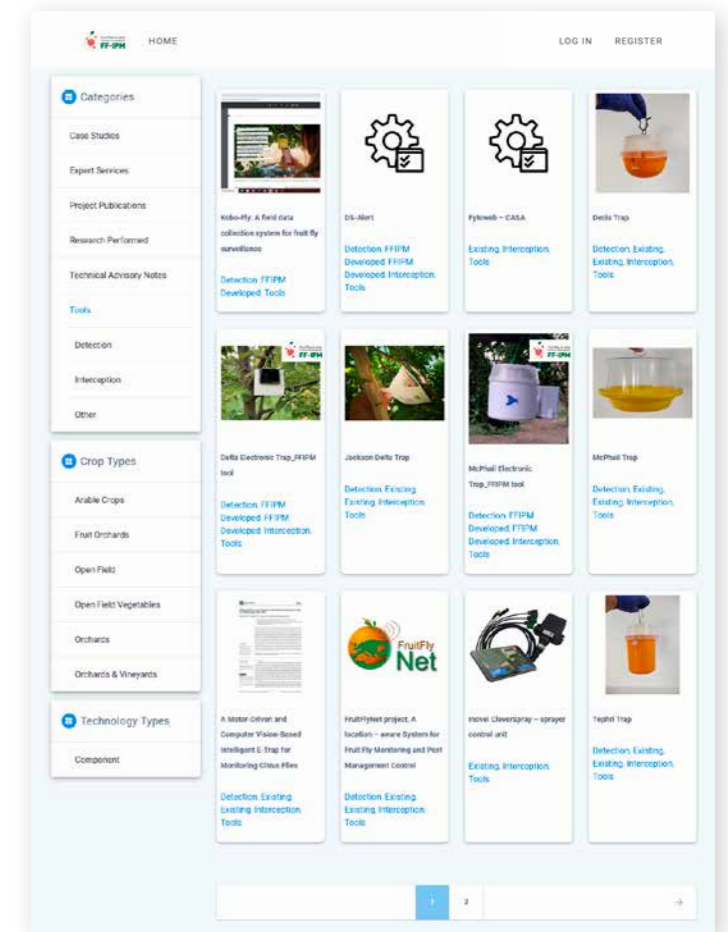 FF-IPM
HOME
LOG IN
REGISTER
Categories
Case Studies
Expert Services
Project Publications
Research Performed
Technical Advisory Notes
Tools
Detection
Interception
Other
Crop Types
Arable Crops
Fruit Orchards
Open Field
Open Field Vegetables
Orchards
Orchards & Vineyards
Technology Types
Component
Robo-Fly: A field data
collection system for fruit fly
surveillance
Detection, FFIPM
Developed, Tools
DS-Alert
Detection, FFIPM
Developed, FFIPM
Developed, Interception,
Tools
Fytoweb – CASA
Existing, Interception,
Tools
Decis Trap
Detection, Existing,
Existing, Interception,
Tools
FF-IPM
Delta Electronic Trap_FFIPM
tool
Detection, FFIPM
Developed, FFIPM
Developed, Interception,
Tools
Jackson Delta Trap
Detection, Existing,
Existing, Interception,
Tools
FF-IPM
McPhail Electronic
Trap_FFIPM tool
Detection, FFIPM
Developed, FFIPM
Developed, Interception,
Tools
McPhail Trap
Detection, Existing,
Existing, Interception,
Tools
A Motor-Driven and
Computer Vision-Based
Intelligent E-Trap for
Monitoring Citrus Flies
Detection, Existing,
Existing, Interception,
Tools
FruitFly
Net
FruitFlyNet project, A
location – aware System for
Fruit Fly Monitoring and Pest
Management Control
Detection, Existing,
Existing, Interception,
Tools
CleverSpray – sprayer
control unit
Existing, Interception,
Tools
Tephri Trap
Detection, Existing,
Existing, Interception,
Tools
1
2